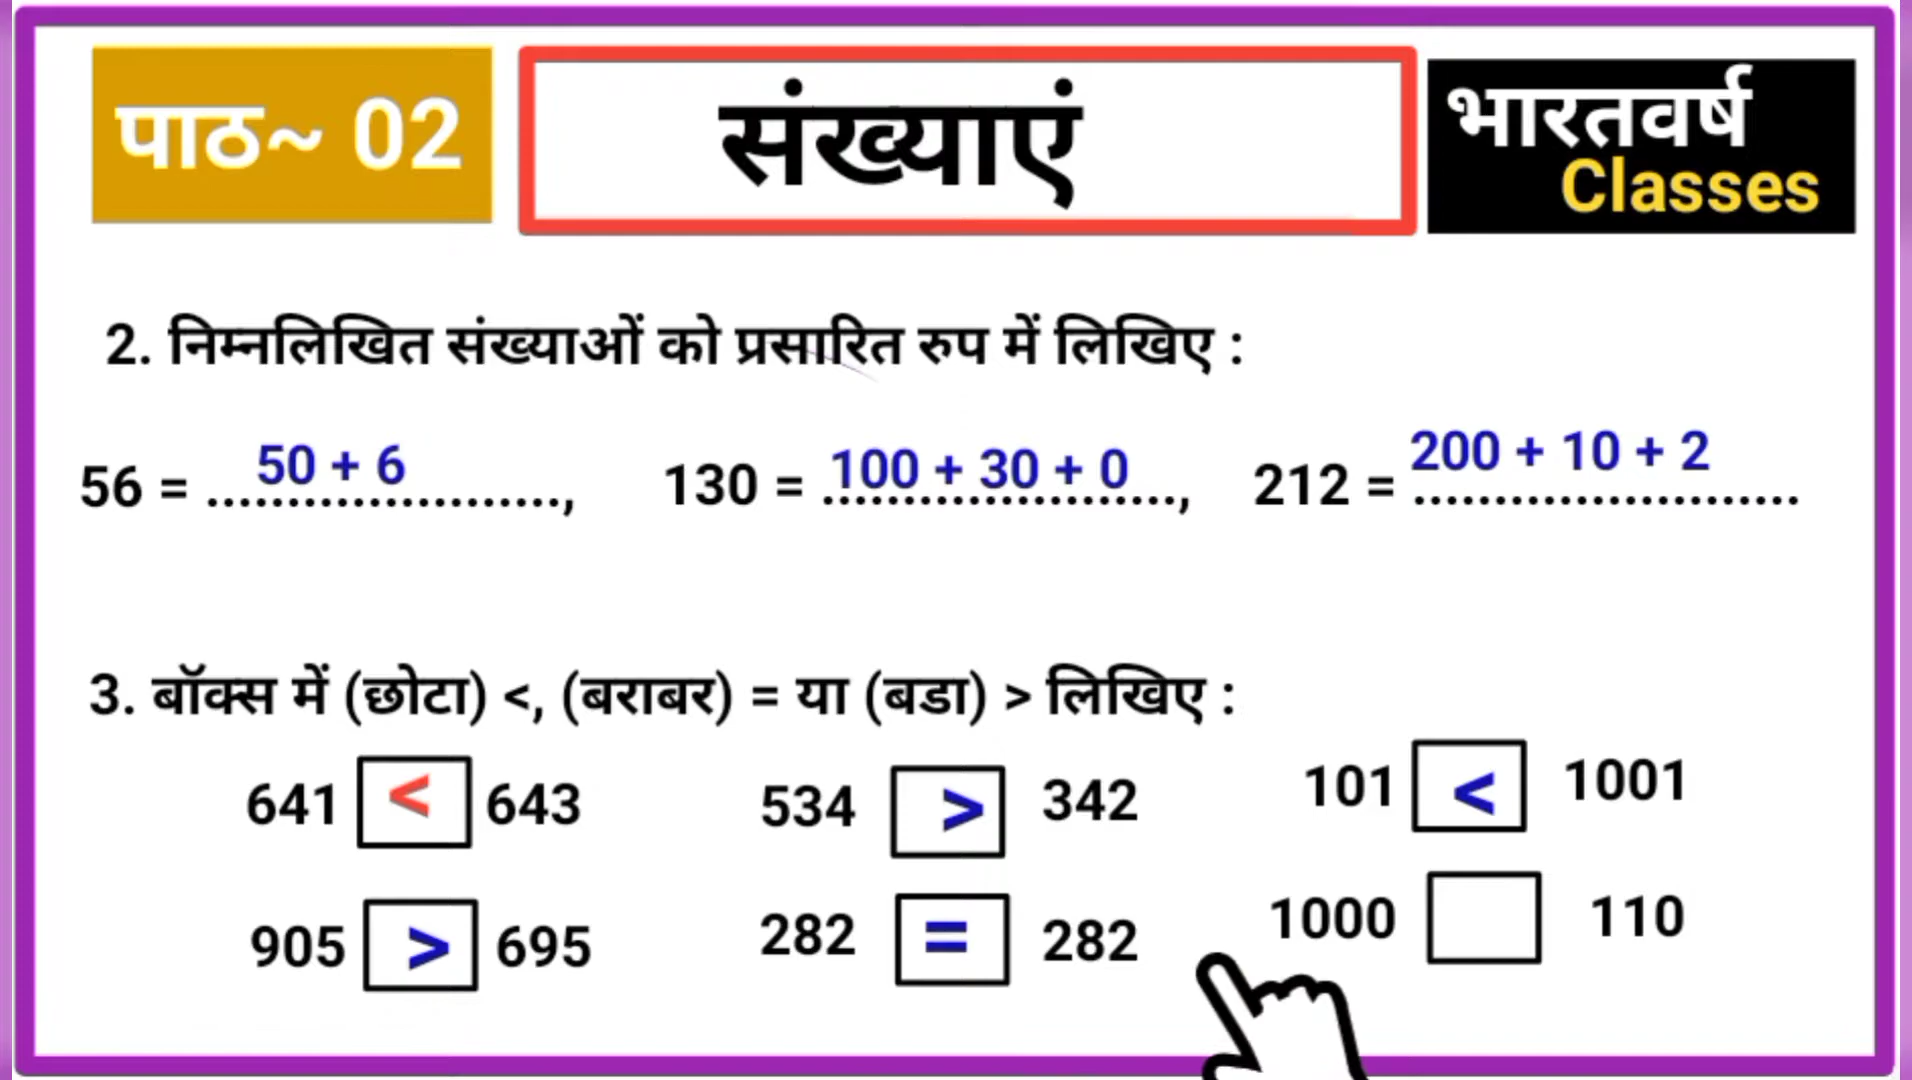 पाठ~ 02
संख्याएं
भारतवर्ष
Classes
2. निम्नलिखित संख्याओं को प्रसारित रुप में लिखिए :
56 = 50 + 6 ......................, 130 = 100 + 30 + 0 ......................, 212 = 200 + 10 + 2 ........................
3. बॉक्स में (छोटा) <, (बराबर) = या (बडा) > लिखिए :
641 < 643 534 > 342 101 < 1001
905 > 695 282 = 282 1000 110